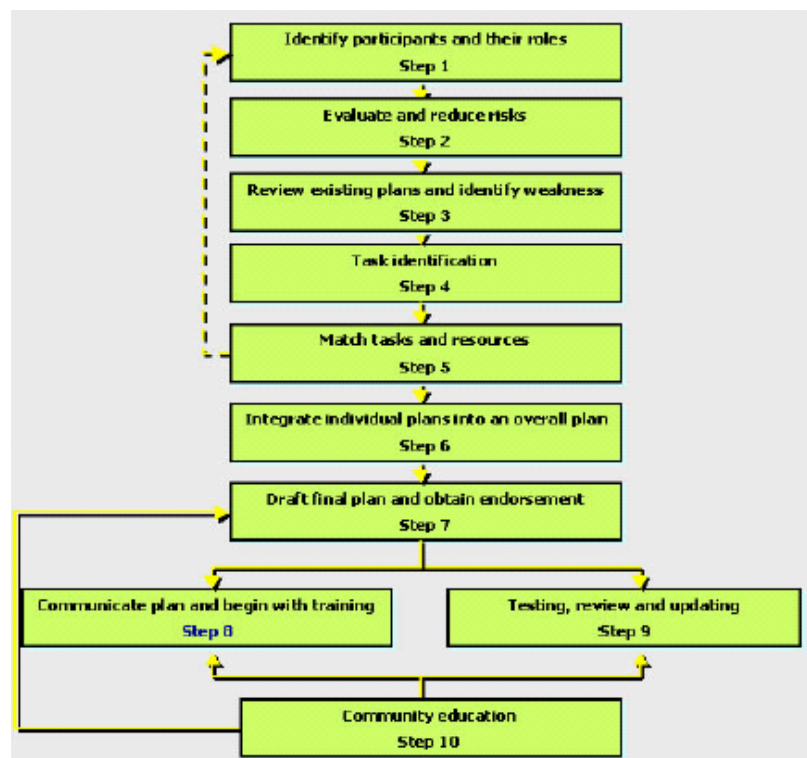 Identify participants and their roles
Step 1
Evaluate and reduce risks
Step 2
Review existing plans and identify weakness
Step 3
Task identification
Step 4
Match tasks and resources
Step 5
Integrate individual plans into an overall plan
Step 6
Draft final plan and obtain endorsement
Step 7
Communicate plan and begin with training
Step 8
Testing, review and updating
Step 9
Community education
Step 10